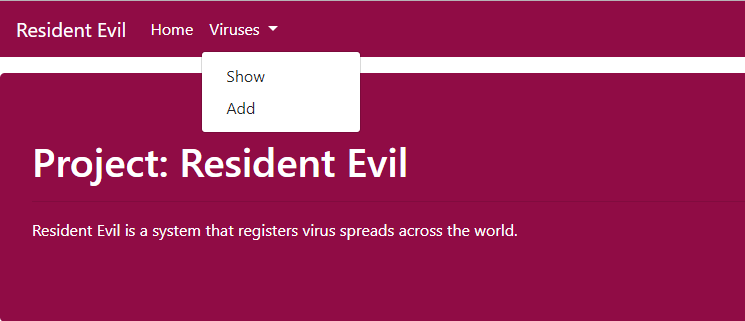 Resident Evil Home Viruses
Show
Add
Project: Resident Evil
Resident Evil is a system that registers virus spreads across the world.